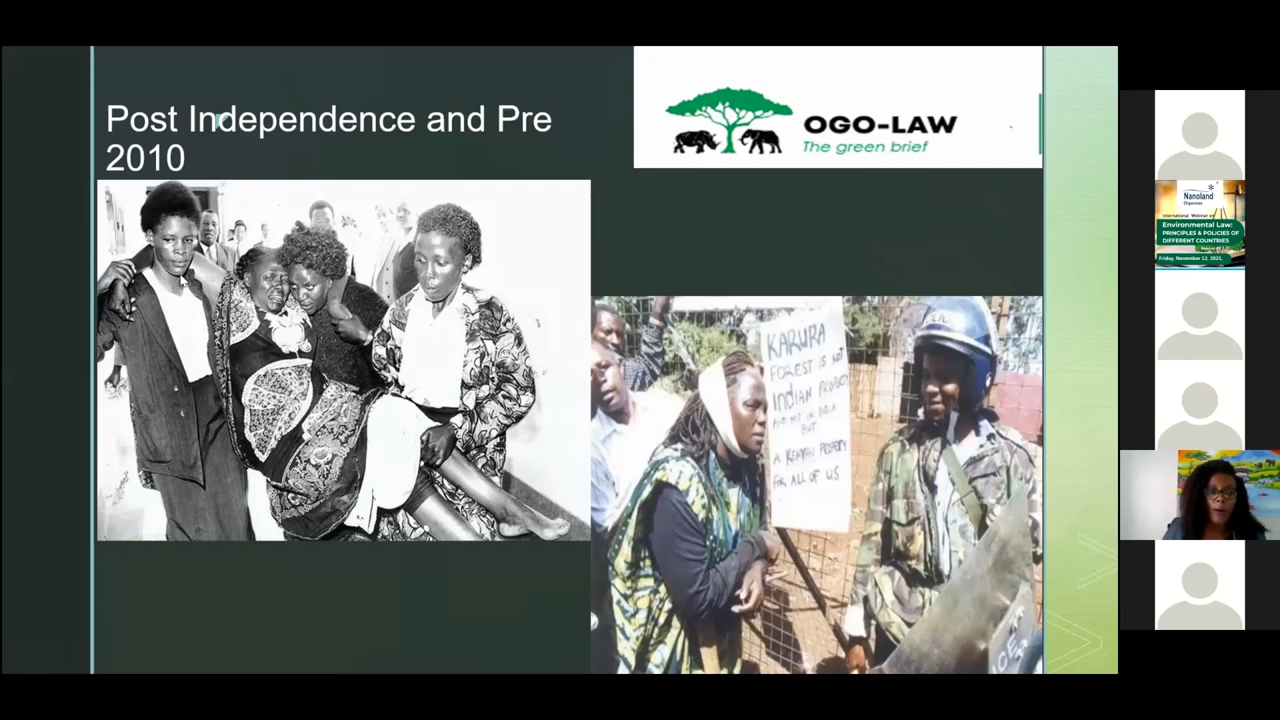 Post Independence and Pre
2010
OGO-LAW
The green brief
KARURA
FOREST IS NOT
INDIAN PROPERTY
AND NOT IN INDIA
BUT
A KENYAN PROPERTY
FOR ALL OF US
Nanoland
Organises
International Webinar on
Environmental Law:
PRINCIPLES & POLICIES OF
DIFFERENT COUNTRIES
Friday, November 12, 2021,